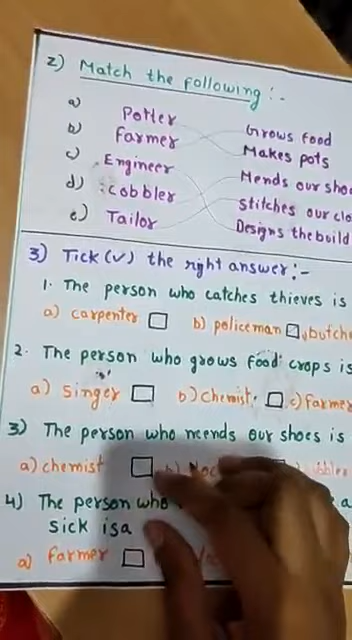 2) Match the following :-
a) Potter Grows food
b) farmer Makes pots
c) Engineer Mends our shoe
d) Cobbler Stitches our clo
e) Tailor Designs the build
3) Tick (✓) the right answer :-
1. The person who catches thieves is
a) carpenter b) policeman butche
2. The person who grows food crops is
a) Singer b) chemist c) farmer
3) The person who mends our shoes is
a) chemist b)
4) The person who a
sick is a
a) farmer